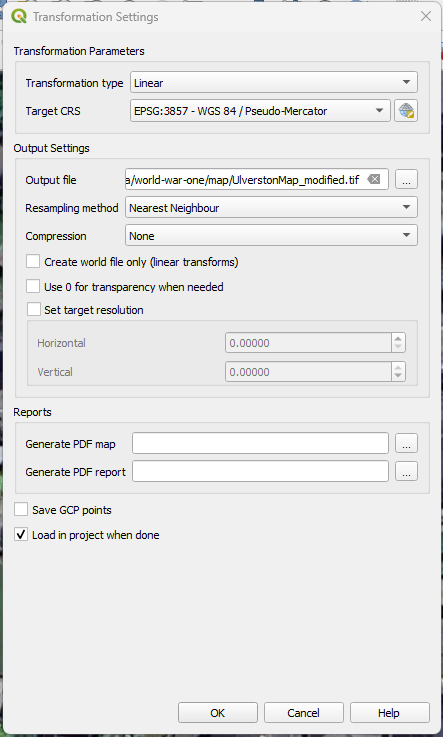 Transformation Settings
Transformation Parameters
Transformation type Linear
Target CRS EPSG:3857 - WGS 84 / Pseudo-Mercator
Output Settings
Output file a/world-war-one/map/UlverstonMap_modified.tif ...
Resampling method Nearest Neighbour
Compression None
Create world file only (linear transforms)
Use 0 for transparency when needed
Set target resolution
Horizontal 0.00000
Vertical 0.00000
Reports
Generate PDF map ...
Generate PDF report ...
Save GCP points
Load in project when done
OK Cancel Help